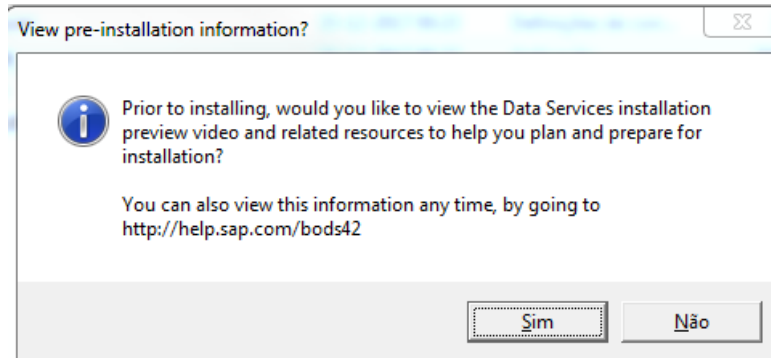 View pre-installation information?
Prior to installing, would you like to view the Data Services installation
preview video and related resources to help you plan and prepare for
installation?
You can also view this information any time, by going to
http://help.sap.com/bods42
Sim
Não